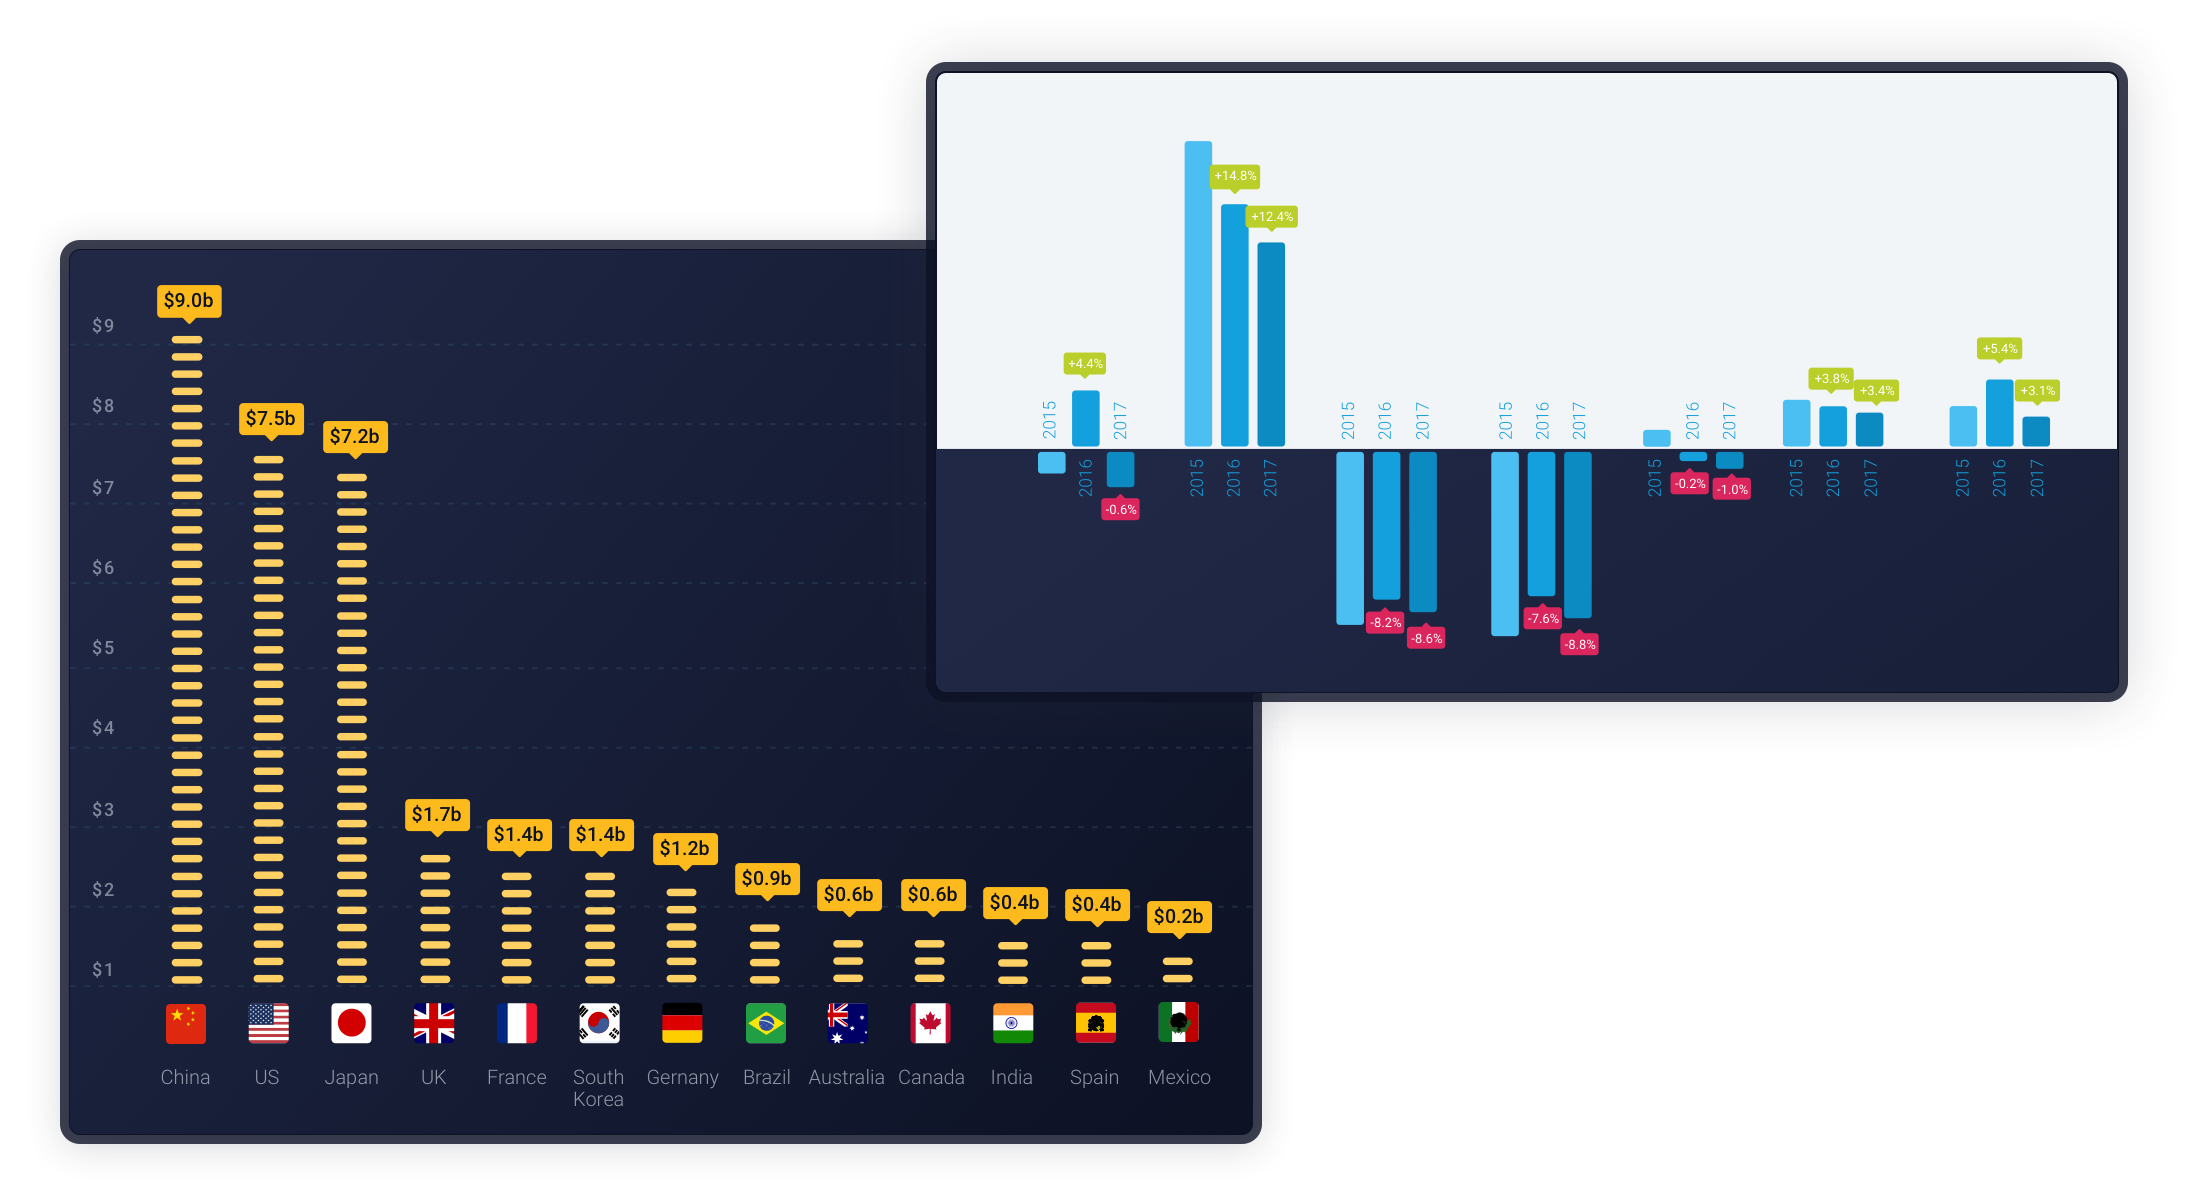 $9
$8
$7
$6
$5
$4
$3
$2
$1
$9.0b
$7.5b
$7.2b
$1.7b
$1.4b
$1.4b
$1.2b
$0.9b
$0.6b
$0.6b
$0.4b
$0.4b
$0.2b
China
US
Japan
UK
France
South
Korea
Gernany
Brazil
Australia
Canada
India
Spain
Mexico
2015
+4.4%
2016
2017
-0.6%
+14.8%
+12.4%
2015
2016
2017
2015
2016
2017
-8.2%
-8.6%
2015
2016
2017
-7.6%
-8.8%
2015
2016
2017
-0.2%
-1.0%
+3.8%
+3.4%
2015
2016
2017
+5.4%
+3.1%
2015
2016
2017